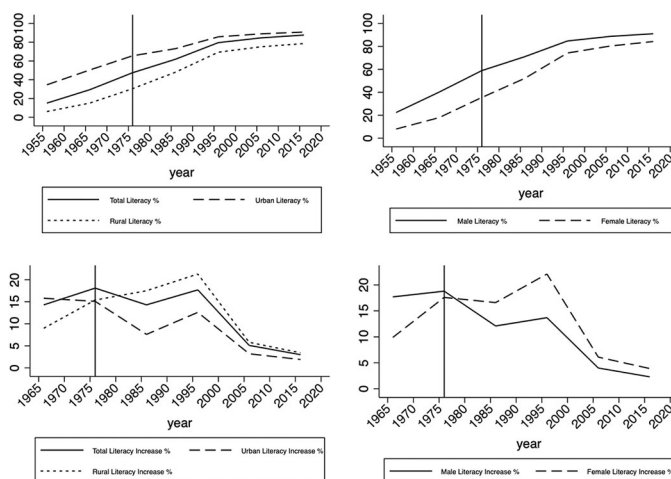 0 20 40 60 80 100
1955 1960 1965 1970 1975 1980 1985 1990 1995 2000 2005 2010 2015 2020
year
Total Literacy %
Urban Literacy %
Rural Literacy %
0 20 40 60 80 100
1955 1960 1965 1970 1975 1980 1985 1990 1995 2000 2005 2010 2015 2020
year
Male Literacy %
Female Literacy %
0 5 10 15 20
1965 1970 1975 1980 1985 1990 1995 2000 2005 2010 2015 2020
year
Total Literacy Increase %
Urban Literacy Increase %
Rural Literacy Increase %
0 5 10 15 20
1965 1970 1975 1980 1985 1990 1995 2000 2005 2010 2015 2020
year
Male Literacy Increase %
Female Literacy Increase %